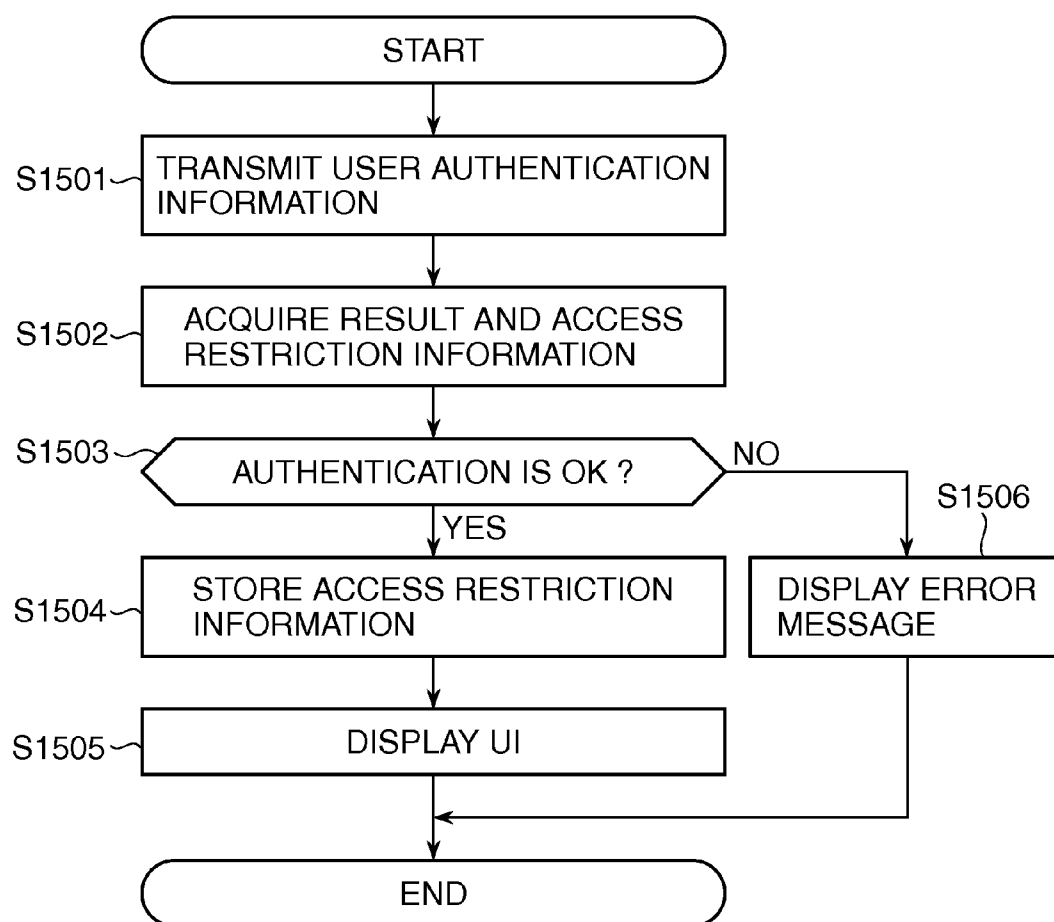 START
S1501
TRANSMIT USER AUTHENTICATION
INFORMATION
S1502
ACQUIRE RESULT AND ACCESS
RESTRICTION INFORMATION
S1503
AUTHENTICATION IS OK ?
NO
YES
S1506
S1504
STORE ACCESS RESTRICTION
INFORMATION
DISPLAY ERROR
MESSAGE
S1505
DISPLAY UI
END